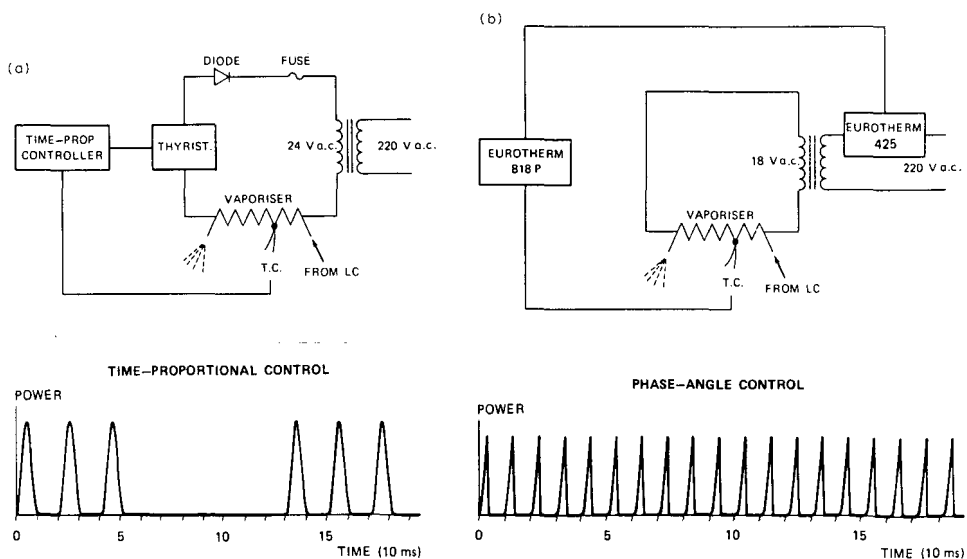 (a)
DIODE
FUSE
TIME-PROP
CONTROLLER
THYRIST.
24 V a.c.
220 V a.c.
VAPORISER
T.C.
FROM LC
TIME-PROPORTIONAL CONTROL
POWER
0 5 10 15
TIME (10 ms)
(b)
EUROTHERM
818 P
EUROTHERM
425
18 V a.c.
220 V a.c.
VAPORISER
T.C.
FROM LC
PHASE-ANGLE CONTROL
POWER
0 5 10 15
TIME (10 ms)